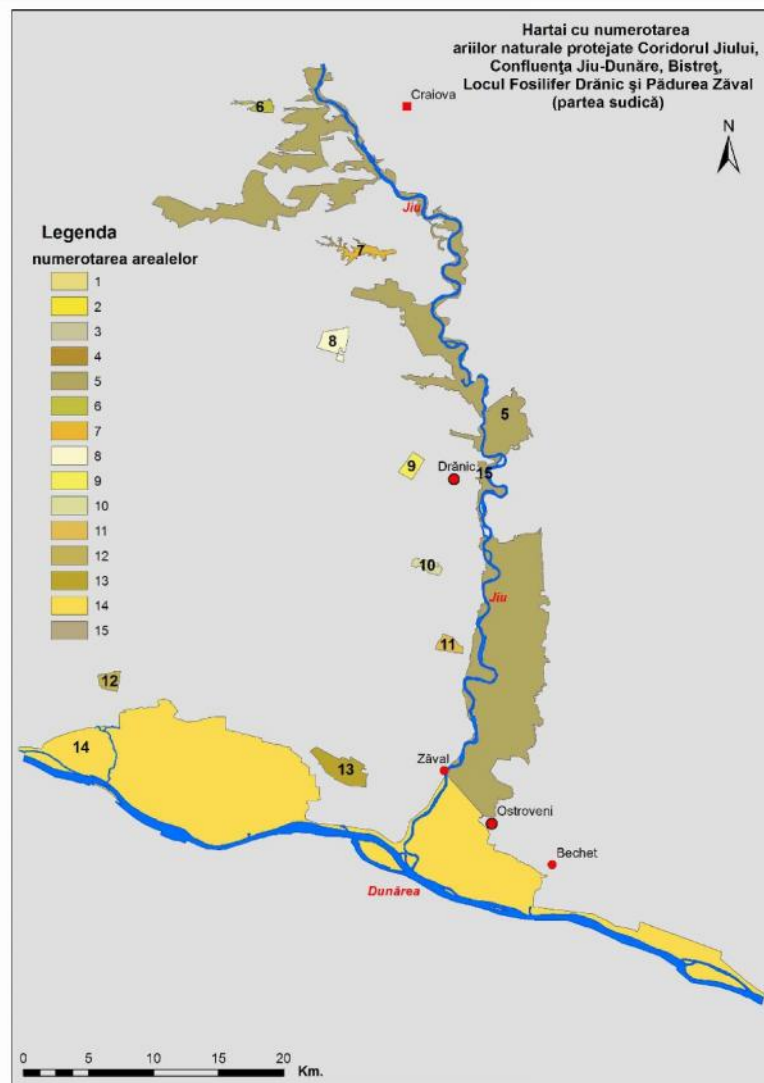 Hartai cu numerotarea
ariilor naturale protejate Coridorul Jiului,
Confluența Jiu-Dunăre, Bistreț,
Locul Fosilifer Drănic și Pădurea Zăval
(partea sudică)
N
Craiova
6
Jiu
7
8
Legenda
numerotarea arealelor
1
2
3
4
5
6
7
8
9
10
11
12
13
14
15
5
9
Drănic
15
10
Jiu
11
12
14
13
Zăval
Ostroveni
Bechet
Dunărea
0 5 10 15 20
Km.